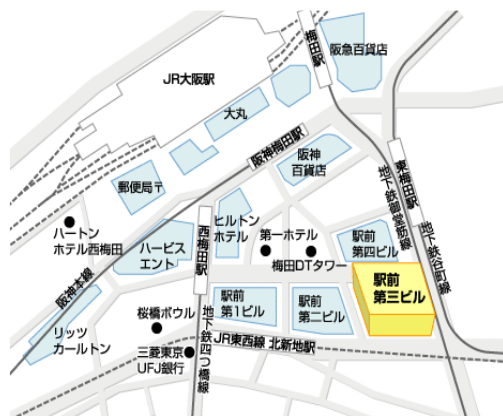 梅田駅
阪急百貨店
JR大阪駅
大丸
阪神梅田駅
阪神
百貨店
東梅田駅
地下鉄御堂筋線
地下鉄谷町線
郵便局〒
ハートン
ホテル西梅田
ハービス
エント
西梅田駅
ヒルトン
ホテル
第一ホテル
梅田DTタワー
駅前
第四ビル
駅前
第三ビル
阪神本線
リッツ
カールトン
桜橋ボウル
三菱東京
UFJ銀行
地下鉄四つ橋線
駅前
第1ビル
駅前
第二ビル
JR東西線 北新地駅